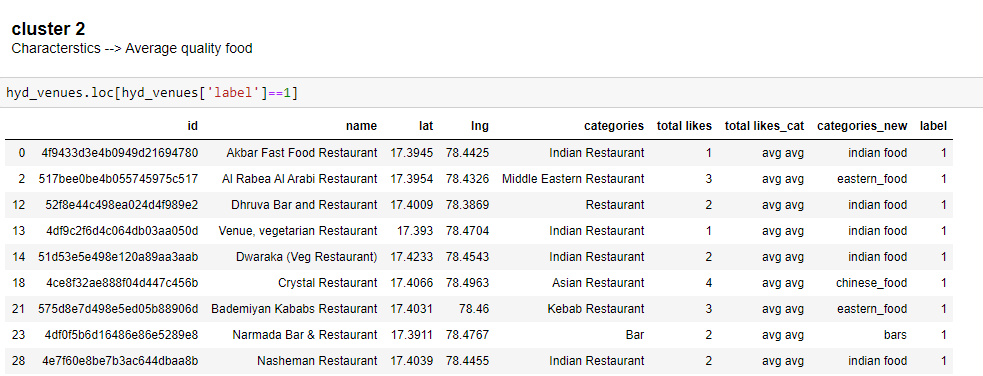 cluster 2
Characterstics --> Average quality food
hyd_venues.loc[hyd_venues['label']==1]
id name lat lng categories total likes total likes_cat categories_new label
0 4f9433d3e4b0949d21694780 Akbar Fast Food Restaurant 17.3945 78.4425 Indian Restaurant 1 avg avg indian food 1
2 517bee0be4b055745975c517 Al Rabea Al Arabi Restaurant 17.3954 78.4326 Middle Eastern Restaurant 3 avg avg eastern_food 1
12 52f8e44c498ea024d4f989e2 Dhruva Bar and Restaurant 17.4009 78.3869 Restaurant 2 avg avg indian food 1
13 4df9c2f6d4c064db03aa050d Venue, vegetarian Restaurant 17.393 78.4704 Indian Restaurant 1 avg avg indian food 1
14 51d53e5e498e120a89aa3aab Dwaraka (Veg Restaurant) 17.4233 78.4543 Indian Restaurant 2 avg avg indian food 1
18 4ce8f32ae888f04d447c456b Crystal Restaurant 17.4066 78.4963 Asian Restaurant 4 avg avg chinese_food 1
21 575d8e7d498e5ed05b88906d Bademiyan Kababs Restaurant 17.4031 78.46 Kebab Restaurant 3 avg avg eastern_food 1
23 4df0f5b6d16486e86e5289e8 Narmada Bar & Restaurant 17.3911 78.4767 Bar 2 avg avg bars 1
28 4e7f60e8be7b3ac644dbaa8b Nasheman Restaurant 17.4039 78.4455 Indian Restaurant 2 avg avg indian food 1